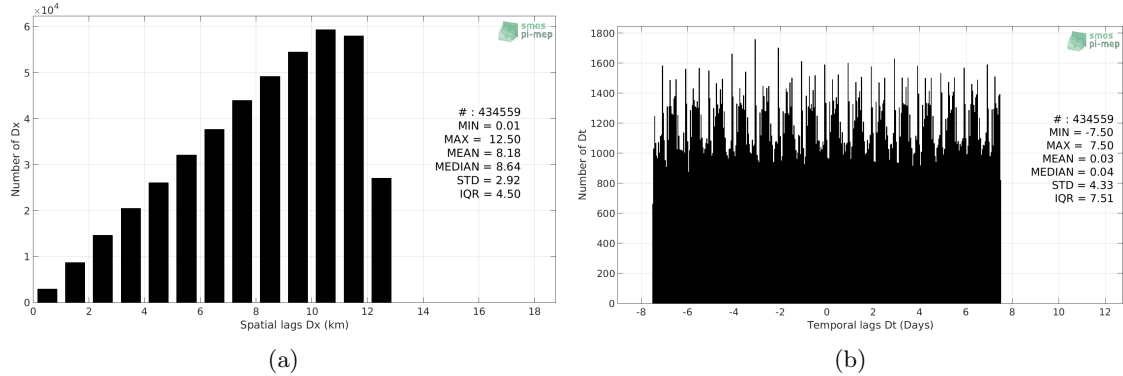 ×10⁴
6
5
4
3
2
1
0
Number of Dx
0 2 4 6 8 10 12 14 16 18
Spatial lags Dx (km)
smos
pi-mep
# : 434559
MIN = 0.01
MAX = 12.50
MEAN = 8.18
MEDIAN = 8.64
STD = 2.92
IQR = 4.50
(a)
1800
1600
1400
1200
1000
800
600
400
200
0
Number of Dt
-8 -6 -4 -2 0 2 4 6 8 10 12
Temporal lags Dt (Days)
smos
pi-mep
# : 434559
MIN = -7.50
MAX = 7.50
MEAN = 0.03
MEDIAN = 0.04
STD = 4.33
IQR = 7.51
(b)